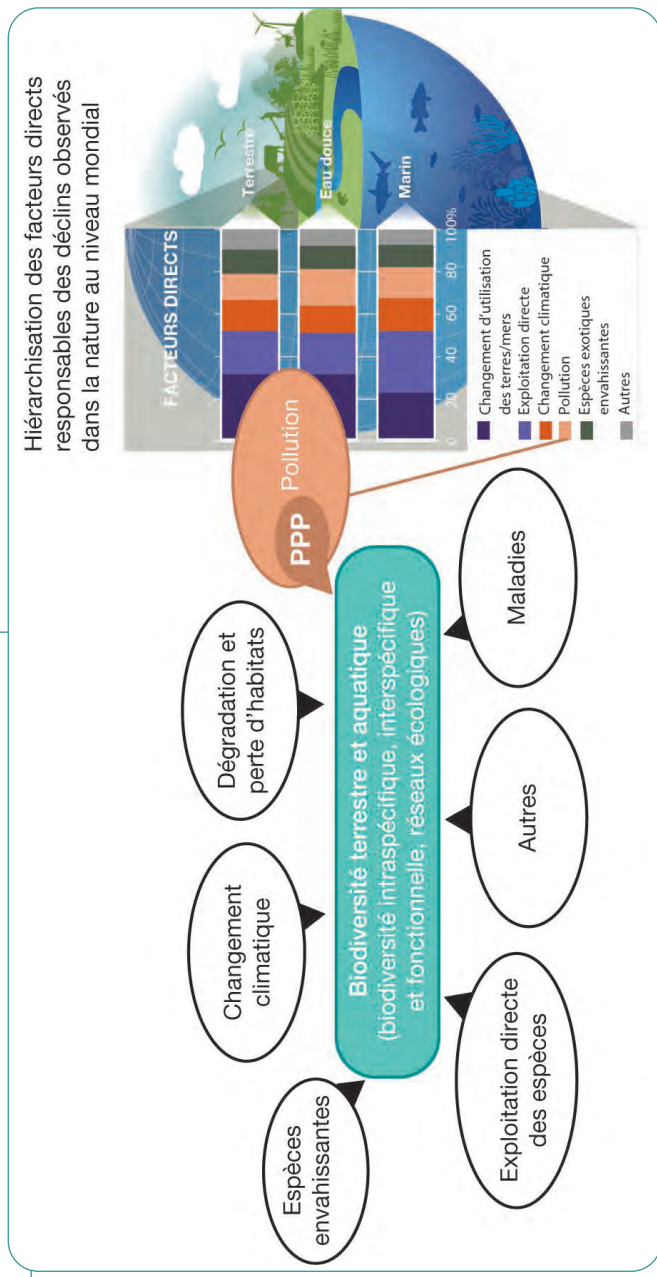 Hiérarchisation des facteurs directs
responsables des déclins observés
dans la nature au niveau mondial
FACTEURS DIRECTS
Terrestre
Eau douce
Marin
0
20
40
60
80
100%
Changement d'utilisation
des terres/mers
Exploitation directe
Changement climatique
Pollution
Espèces exotiques
envahissantes
Autres
PPP
Pollution
Espèces
envahissantes
Changement
climatique
Dégradation et
perte d'habitats
Biodiversité terrestre et aquatique
(biodiversité intraspécifique, interspécifique
et fonctionnelle, réseaux écologiques)
Exploitation directe
des espèces
Autres
Maladies